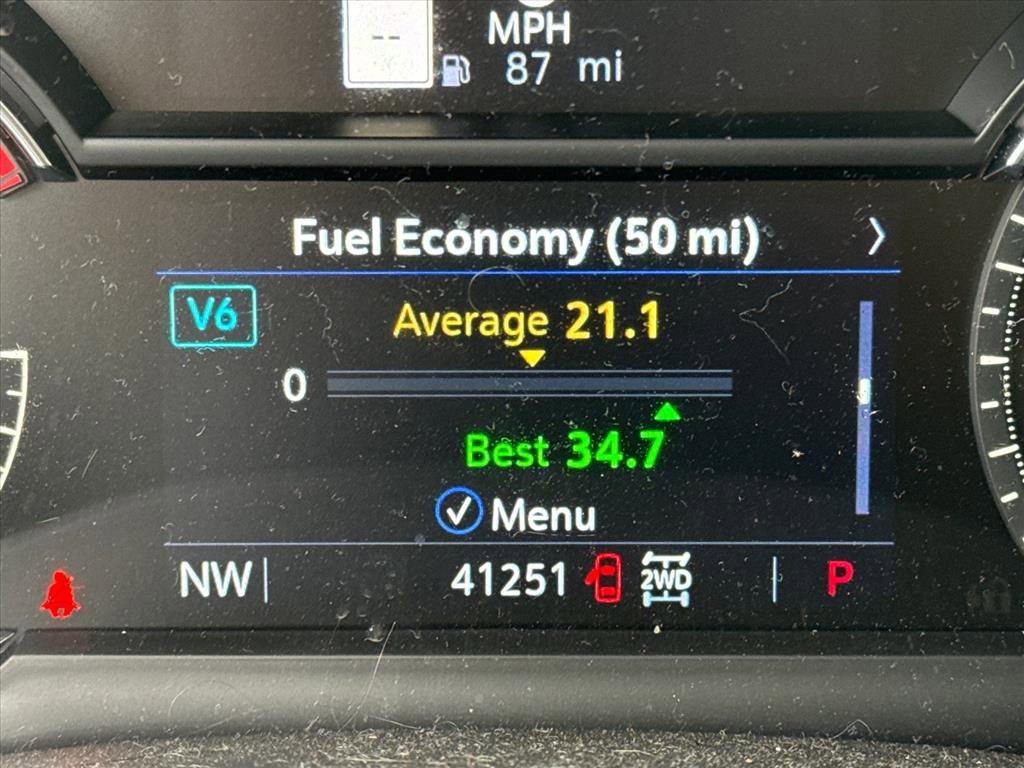 --
MPH
87 mi
Fuel Economy (50 mi)
V6
Average 21.1
0
Best 34.7
Menu
NW
41251
2WD
P